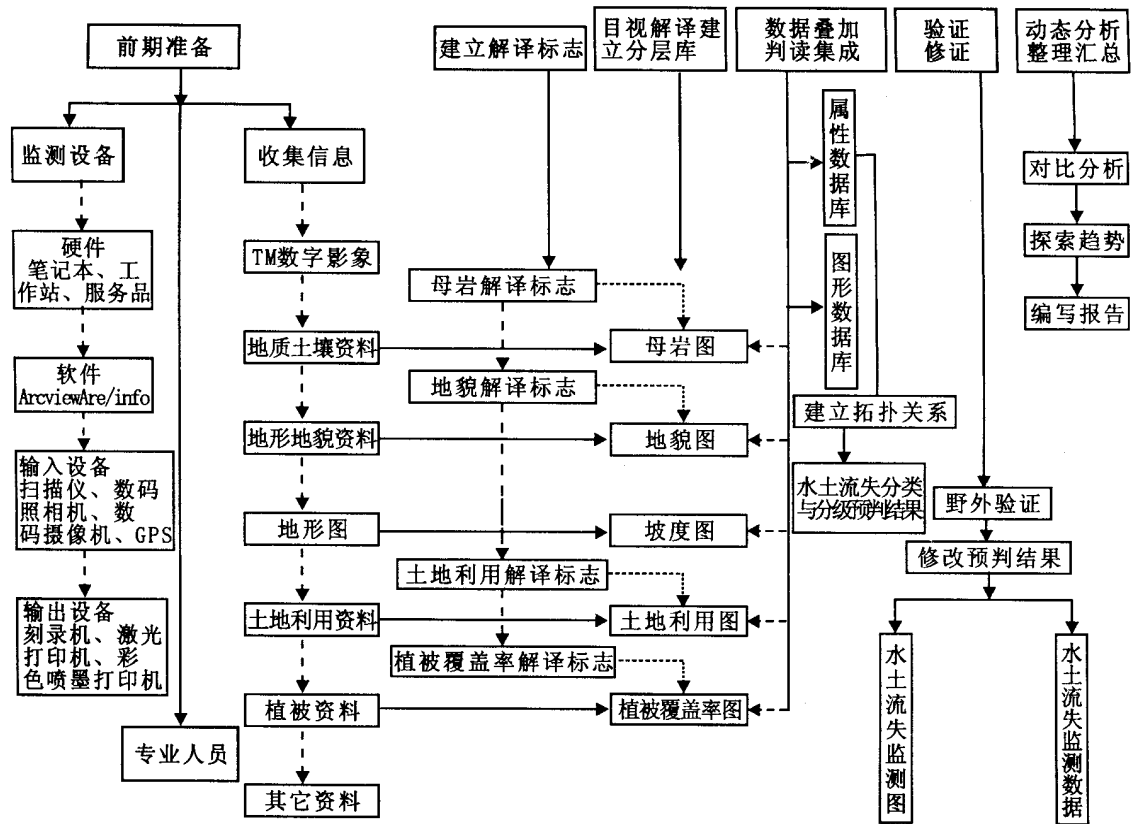 前期准备
建立解译标志
目视解译建
立分层库
数据叠加
判读集成
验证
修证
动态分析
整理汇总
监测设备
收集信息
硬件
笔记本、工
作站、服务品
软件
ArcviewAre/info
输入设备
扫描仪、数码
照相机、数
码摄像机、GPS
输出设备
刻录机、激光
打印机、彩
色喷墨打印机
专业人员
TM数字影象
地质土壤资料
地形地貌资料
地形图
土地利用资料
植被资料
其它资料
母岩解译标志
地貌解译标志
土地利用解译标志
植被覆盖率解译标志
母岩图
地貌图
坡度图
土地利用图
植被覆盖率图
属性数据库
图形数据库
建立拓扑关系
水土流失分类
与分级预判结果
野外验证
修改预判结果
水土流失监测图
水土流失监测数据
对比分析
探索趋势
编写报告